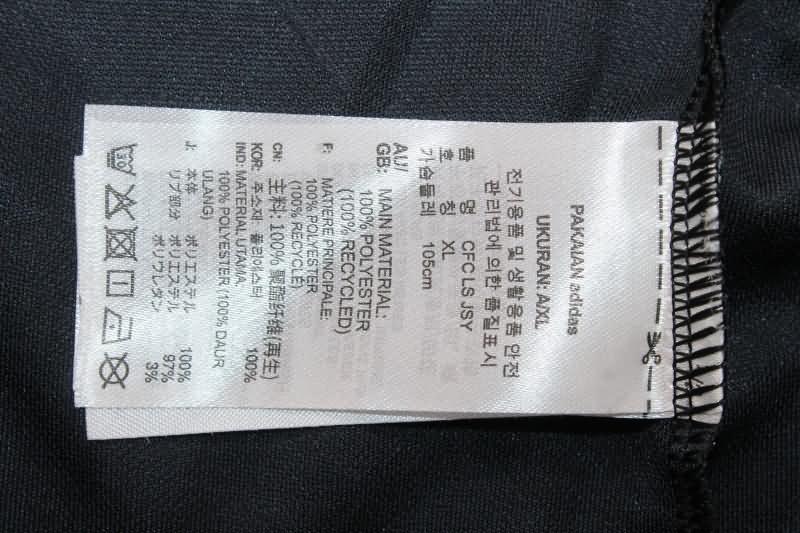 PAKAIAN adidas
UKURAN: A/XL
전기용품 및 생활용품 안전
관리법에 의한 품질표시
품 명 CFC LS JSY
호 칭 XL
가슴둘레 105cm
AU/
GB: MAIN MATERIAL:
100% POLYESTER
(100% RECYCLED)
F: MATIERE PRINCIPALE:
100% POLYESTER
(100% RECYCLE)
CN: 主料: 100% 聚酯纤维(再生)
KOR: 주소재: 폴리에스터 100%
IND: MATERIAL UTAMA:
100% POLYESTER (100% DAUR
ULANG)
J: 本体 ポリエステル 100%
リブ部分 ポリエステル 97%
ポリウレタン 3%
30